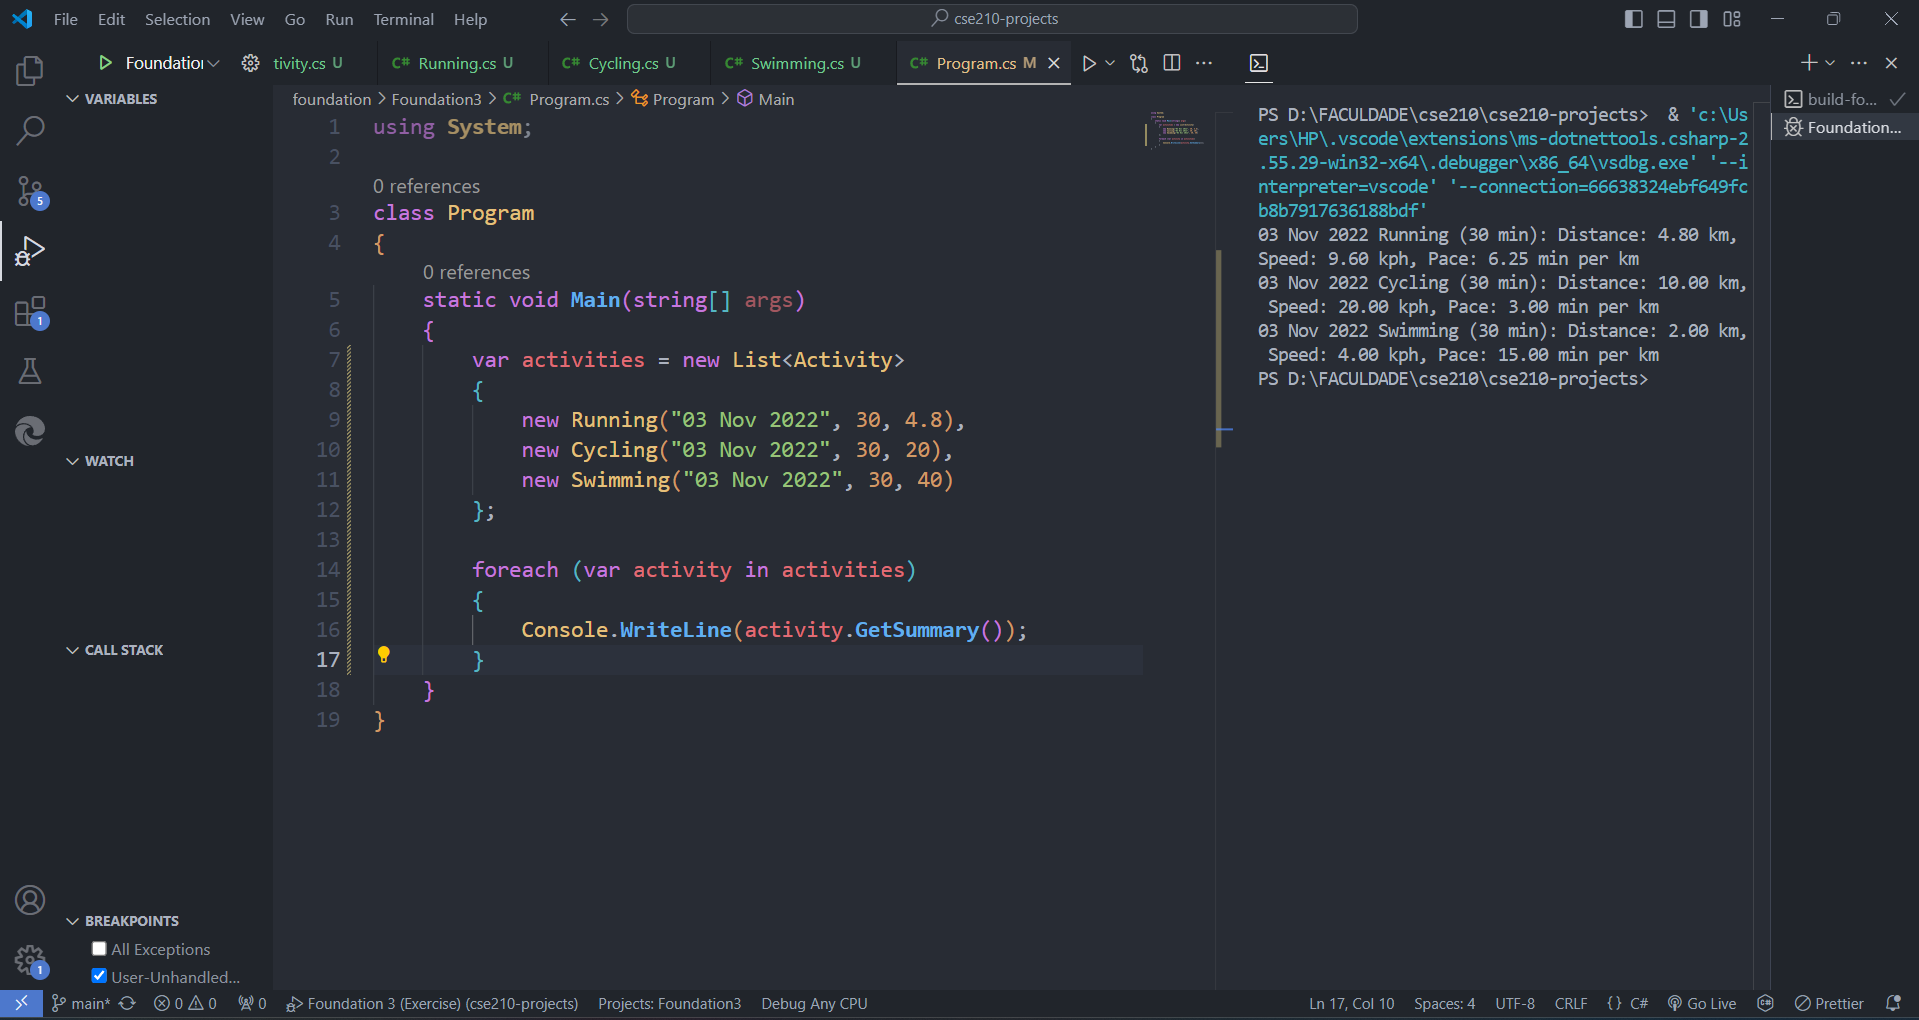 File Edit Selection View Go Run Terminal Help
cse210-projects
Foundatio
tivity.cs U
C# Running.cs U
C# Cycling.cs U
C# Swimming.cs U
C# Program.cs M
VARIABLES
foundation > Foundation3 > C# Program.cs > Program > Main
1 using System;
2
0 references
3 class Program
4 {
0 references
5 static void Main(string[] args)
6 {
7 var activities = new List<Activity>
8 {
9 new Running("03 Nov 2022", 30, 4.8),
10 new Cycling("03 Nov 2022", 30, 20),
11 new Swimming("03 Nov 2022", 30, 40)
12 };
13
14 foreach (var activity in activities)
15 {
16 Console.WriteLine(activity.GetSummary());
17 }
18 }
19 }
PS D:\FACULDADE\cse210\cse210-projects>  & 'c:\Us
ers\HP\.vscode\extensions\ms-dotnettools.csharp-2
.55.29-win32-x64\.debugger\x86_64\vsdbg.exe' '--i
nterpreter=vscode' '--connection=66638324ebf649fc
b8b7917636188bdf'
03 Nov 2022 Running (30 min): Distance: 4.80 km,
Speed: 9.60 kph, Pace: 6.25 min per km
03 Nov 2022 Cycling (30 min): Distance: 10.00 km,
Speed: 20.00 kph, Pace: 3.00 min per km
03 Nov 2022 Swimming (30 min): Distance: 2.00 km,
Speed: 4.00 kph, Pace: 15.00 min per km
PS D:\FACULDADE\cse210\cse210-projects>
build-fo...
Foundation...
5
1
WATCH
CALL STACK
BREAKPOINTS
All Exceptions
User-Unhandled...
1
main* 0 0 0 Foundation 3 (Exercise) (cse210-projects) Projects: Foundation3 Debug Any CPU
Ln 17, Col 10 Spaces: 4 UTF-8 CRLF {} C# Go Live Prettier